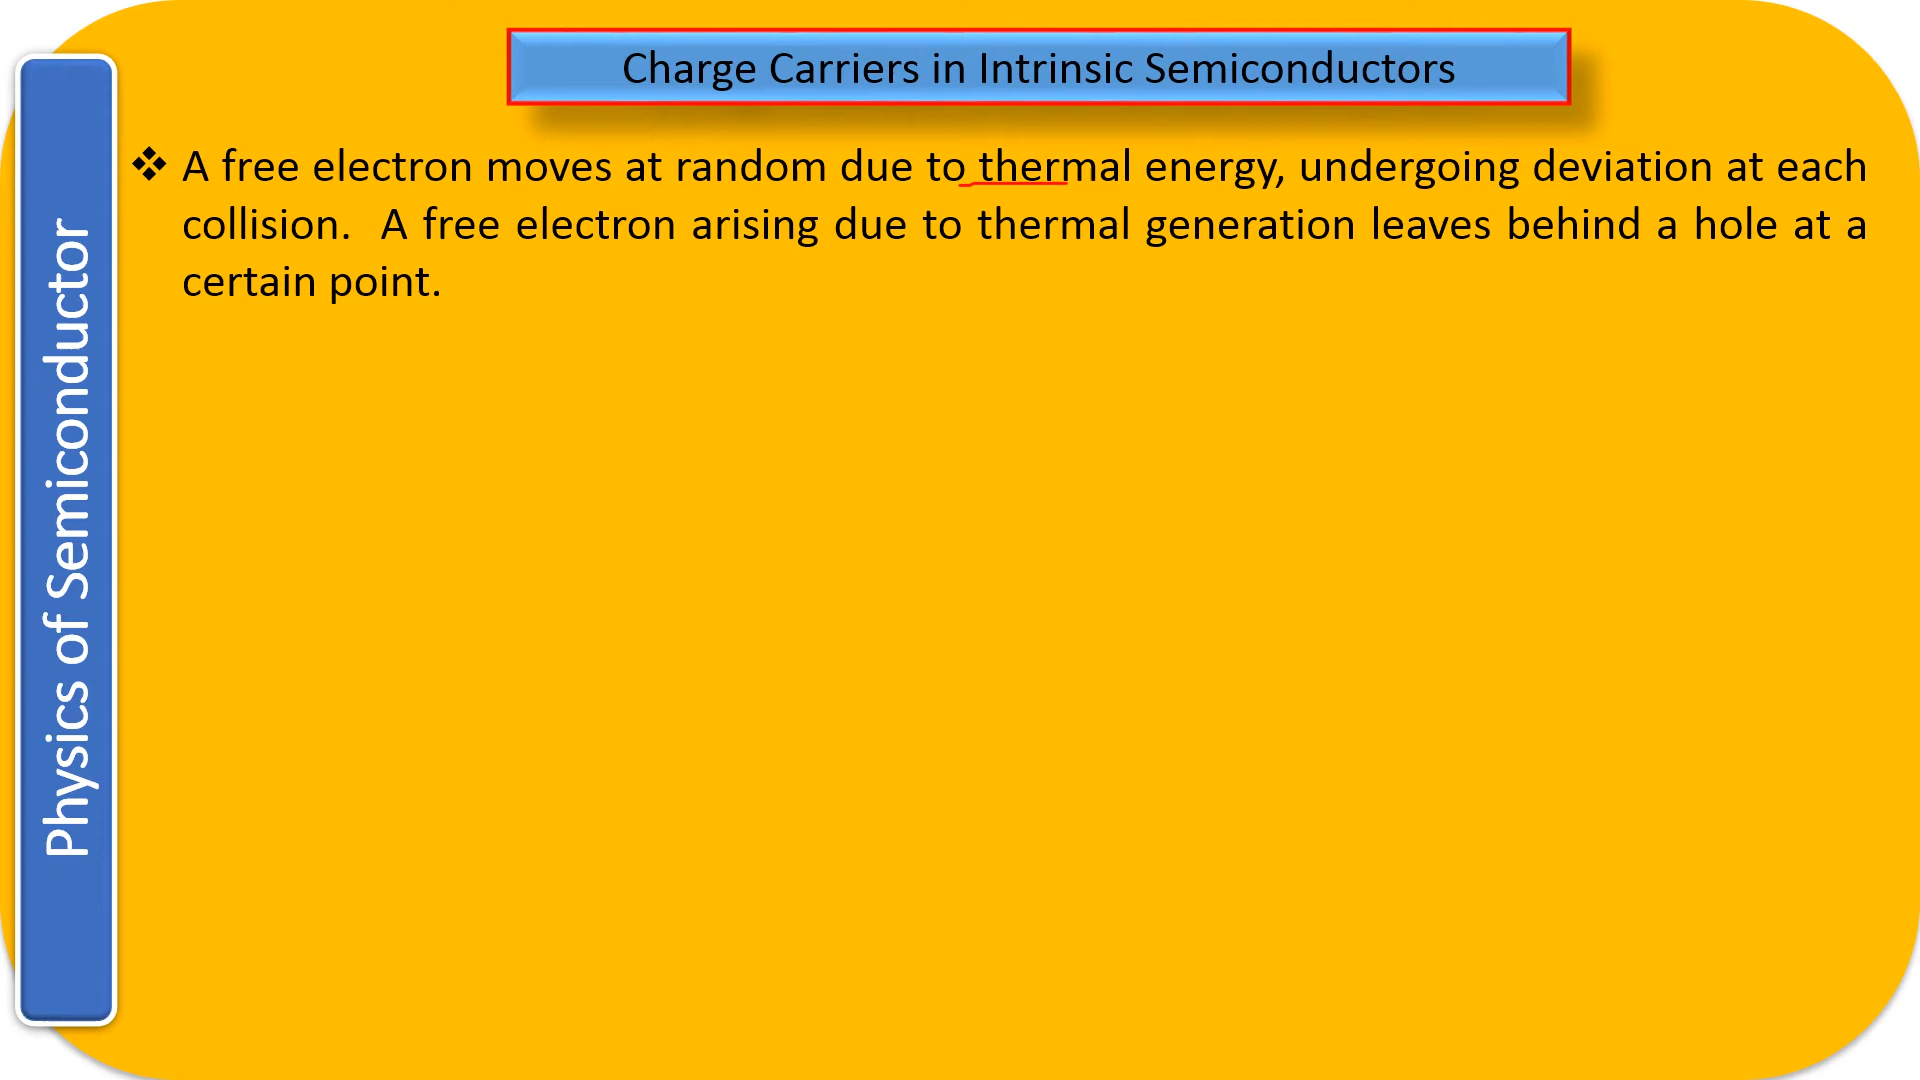 Charge Carriers in Intrinsic Semiconductors
❖ A free electron moves at random due to thermal energy, undergoing deviation at each
collision. A free electron arising due to thermal generation leaves behind a hole at a
certain point.
Physics of Semiconductor